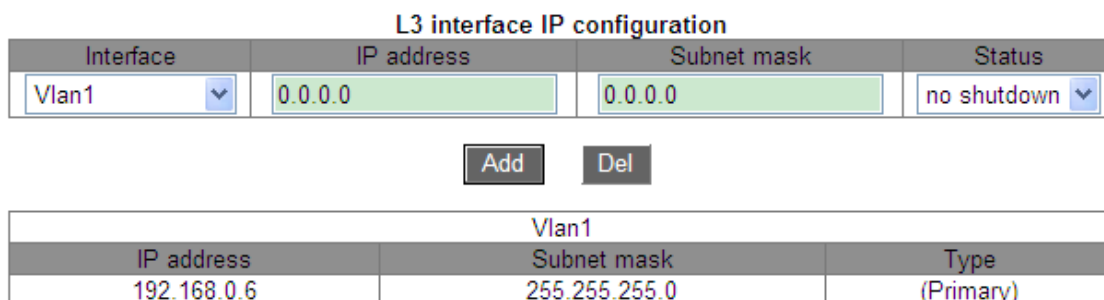 L3 interface IP configuration
Interface IP address Subnet mask Status
Vlan1 0.0.0.0 0.0.0.0 no shutdown
Add Del
Vlan1
IP address Subnet mask Type
192.168.0.6 255.255.255.0 (Primary)